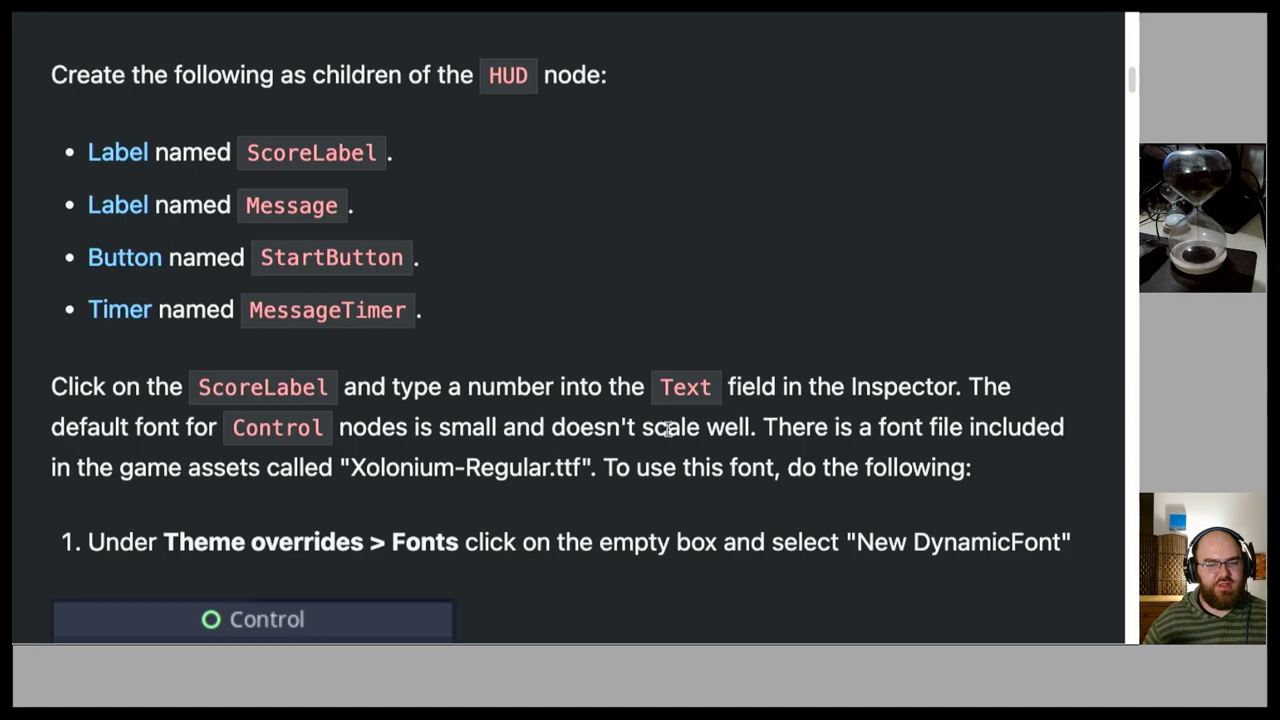 Create the following as children of the HUD node:
• Label named ScoreLabel.
• Label named Message.
• Button named StartButton.
• Timer named MessageTimer.
Click on the ScoreLabel and type a number into the Text field in the Inspector. The
default font for Control nodes is small and doesn't scale well. There is a font file included
in the game assets called "Xolonium-Regular.ttf". To use this font, do the following:
1. Under Theme overrides > Fonts click on the empty box and select "New DynamicFont"
Control